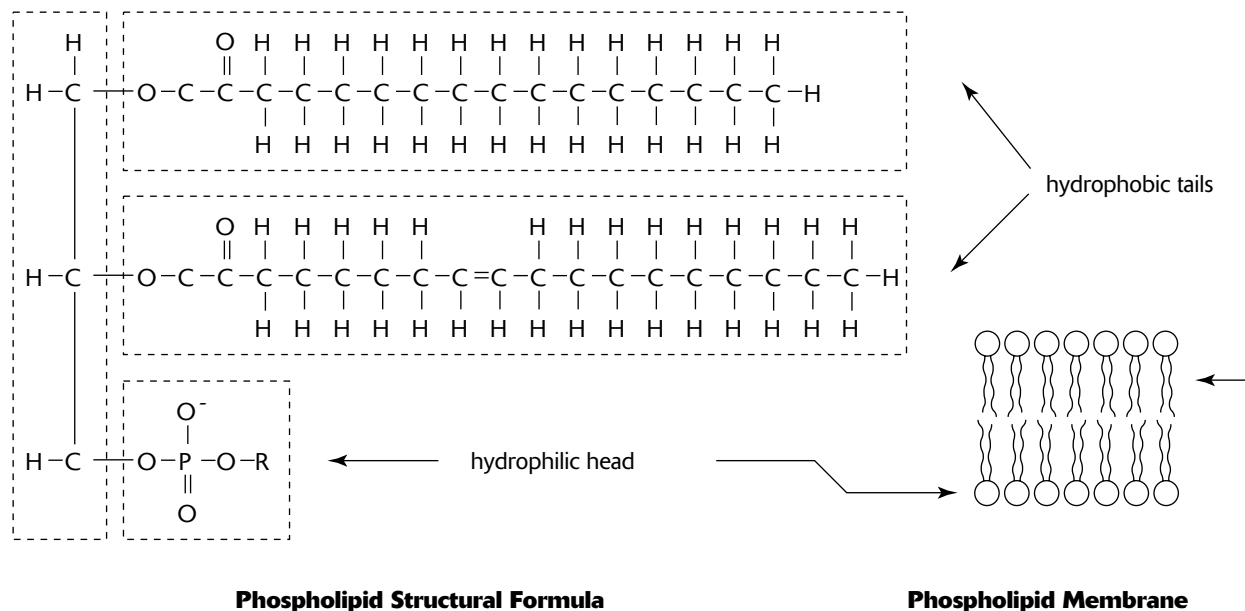 H O H H H H H H H H H H H H H H
H–C–O–C–C–C–C–C–C–C–C–C–C–C–C–C–C–C–C–H
H H H H H H H H H H H H H H
hydrophobic tails
O H H H H H H H H H H H H H H
H–C–O–C–C–C–C–C–C–C–C=C–C–C–C–C–C–C–C–C–C–H
H H H H H H H H H H H H H H H H
O-
H–C–O–P–O–R
hydrophilic head
O
Phospholipid Structural Formula
Phospholipid Membrane